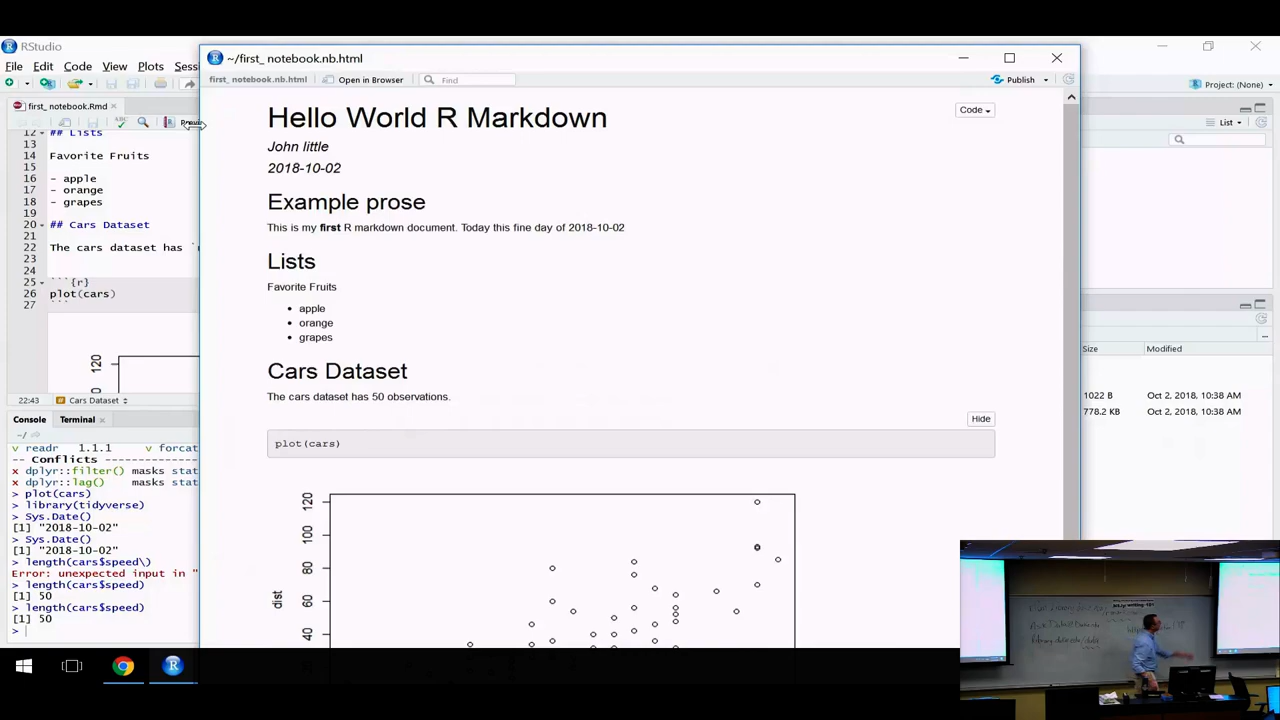 RStudio
File Edit Code View Plots Sess
Project: (None)
first_ notebook.Rmd
12 ## Lists
13
14 Favorite Fruits
15
16 - apple
17 - orange
18 - grapes
19
20 ## Cars Dataset
21
22 The cars dataset has `
23
24
25 ```{r}
26 plot(cars)
27 ```
120
22:43 Cars Dataset
Console Terminal
~/
v readr 1.1.1 v forcat
-- Conflicts ----------
x dplyr::filter() masks stat
x dplyr::lag() masks stat
> plot(cars)
> library(tidyverse)
> Sys.Date()
[1] "2018-10-02"
> Sys.Date()
[1] "2018-10-02"
> length(cars$speed\)
Error: unexpected input in "
> length(cars$speed)
[1] 50
> length(cars$speed)
[1] 50
>
~/first_ notebook.nb.html
first_ notebook.nb.html Open in Browser Find Publish
Hello World R Markdown
Code
John little
2018-10-02
Example prose
This is my first R markdown document. Today this fine day of 2018-10-02
Lists
Favorite Fruits
• apple
• orange
• grapes
Cars Dataset
The cars dataset has 50 observations.
Hide
plot(cars)
120
100
80
60
40
dist
List
Size Modified
1022 B Oct 2, 2018, 10:38 AM
778.2 KB Oct 2, 2018, 10:38 AM